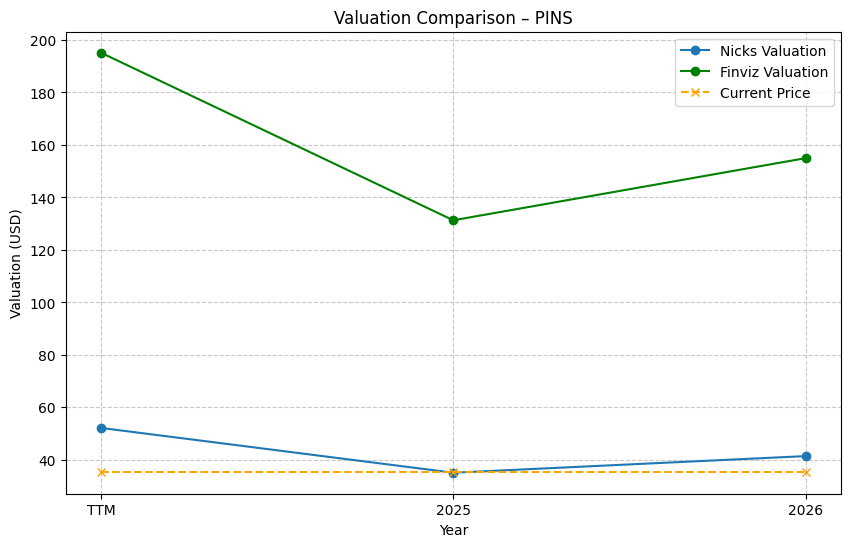 Valuation Comparison – PINS
Nicks Valuation
Finviz Valuation
Current Price
Valuation (USD)
200
180
160
140
120
100
80
60
40
TTM
2025
2026
Year